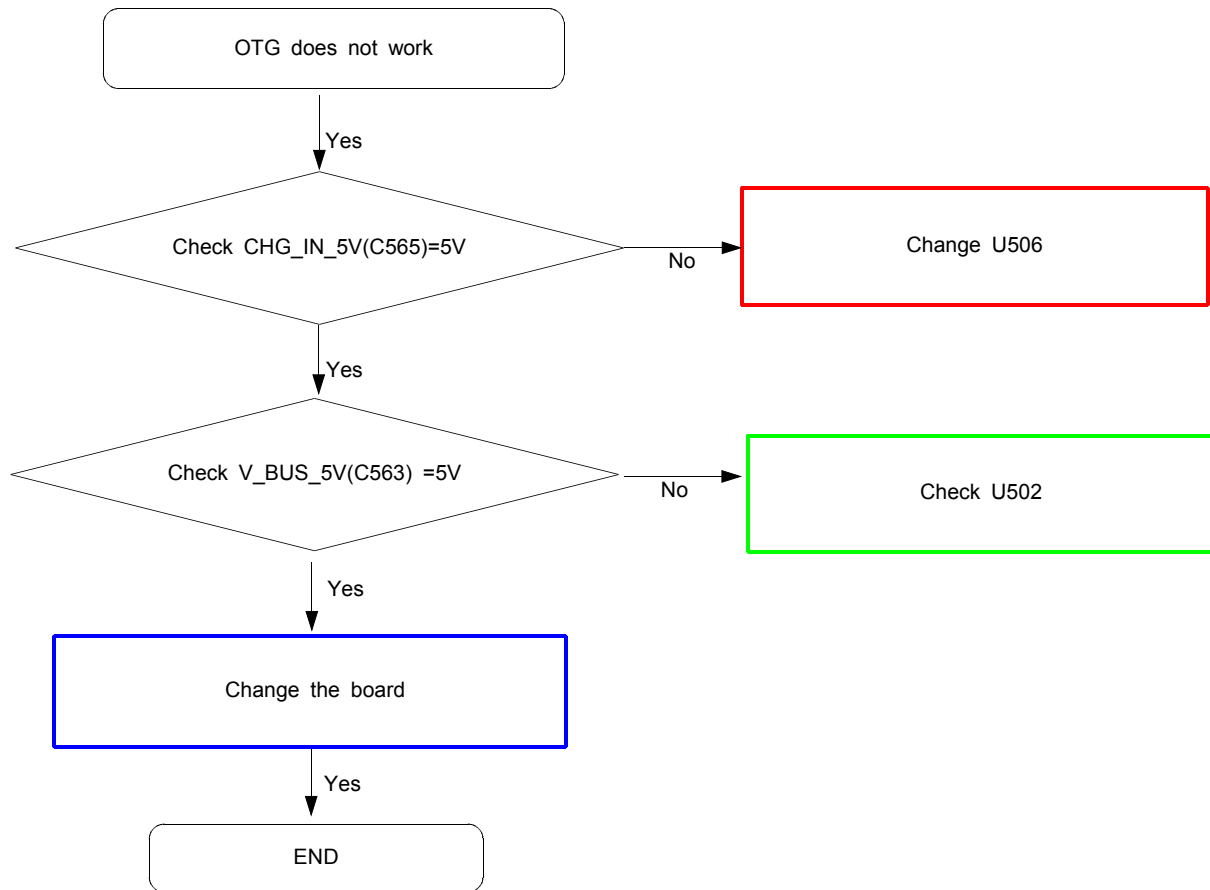 OTG does not work
Yes
Check CHG_IN_5V(C565)=5V
No
Change U506
Yes
Check V_BUS_5V(C563) =5V
No
Check U502
Yes
Change the board
Yes
END